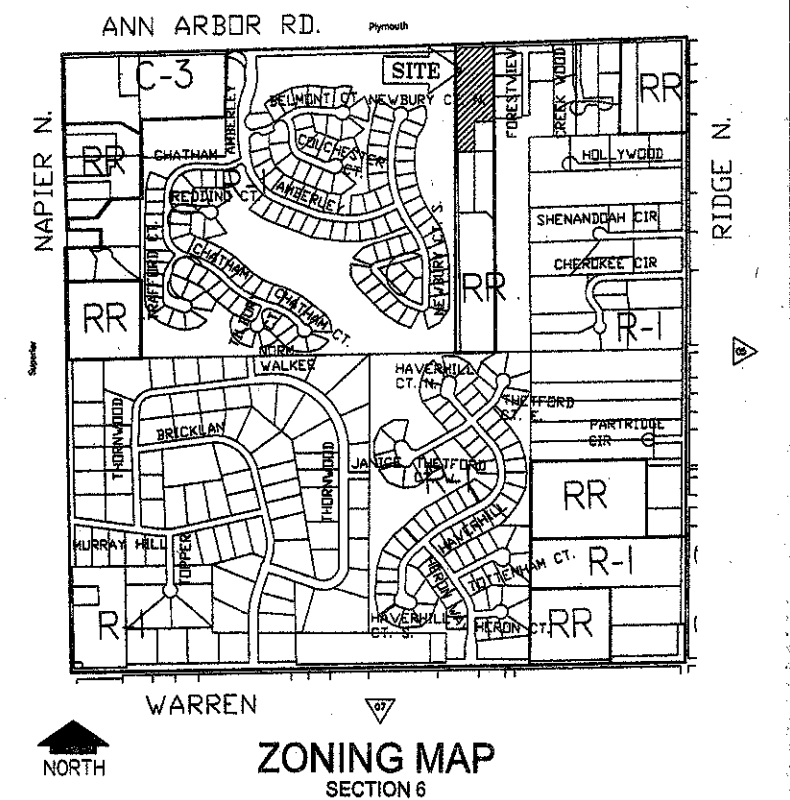 ANN ARBOR RD.
Plymouth
C-3
SITE
RR
NAPIER N.
RIDGE N.
AMBERLEY
BELMONT CT
NEWBURY C N.
FORESTVIEW
CREEK WOOD
COLCHESTER
CT.
HOLLYWOOD
RR
CHATHAM
REDDING CT.
AMBERLEY
SHENANDOAH CIR
CHEROKEE CIR
TRAFFORD CT.
CHATHAM
CHATHAM CT.
NEWBURY CT S.
RR
RR
R-1
Superior
NORM
WALKER
HAVERHILL
CT. N.
THETFORD
CT. E.
PARTRIDGE
CIR
THORNWOOD
BRICKLAN
THORNWOOD
JANICE
THETFORD
CT. W.
RR
HAVERHILL
MURRAY HILL
TOPPER
HERON WA
TOTTENHAM CT.
R-1
R-1
HAVERHILL
CT. S.
HERON CT.
RR
WARREN
07
NORTH
ZONING MAP
SECTION 6